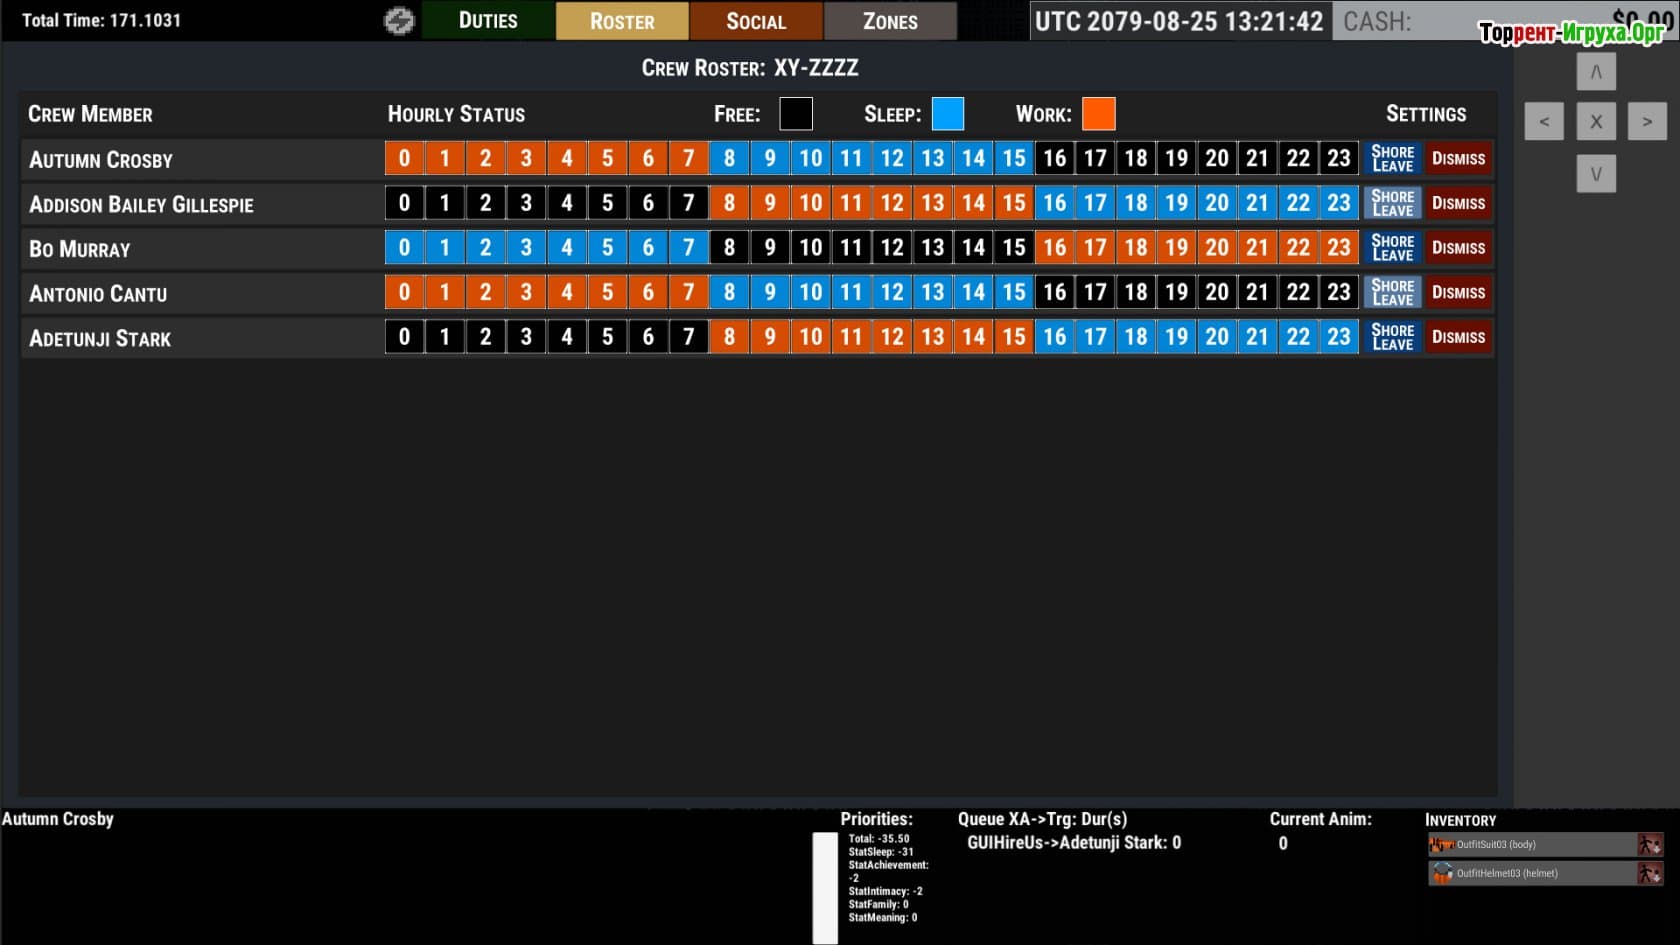 Total Time: 171.1031
DUTIES
ROSTER
SOCIAL
ZONES
UTC 2079-08-25 13:21:42
CASH:
$0.00
Торрент-Игруха.Орг
CREW ROSTER: XY-ZZZZ
CREW MEMBER HOURLY STATUS FREE: SLEEP: WORK: SETTINGS
AUTUMN CROSBY 0 1 2 3 4 5 6 7 8 9 10 11 12 13 14 15 16 17 18 19 20 21 22 23 SHORE LEAVE DISMISS
ADDISON BAILEY GILLESPIE 0 1 2 3 4 5 6 7 8 9 10 11 12 13 14 15 16 17 18 19 20 21 22 23 SHORE LEAVE DISMISS
BO MURRAY 0 1 2 3 4 5 6 7 8 9 10 11 12 13 14 15 16 17 18 19 20 21 22 23 SHORE LEAVE DISMISS
ANTONIO CANTU 0 1 2 3 4 5 6 7 8 9 10 11 12 13 14 15 16 17 18 19 20 21 22 23 SHORE LEAVE DISMISS
ADETUNJI STARK 0 1 2 3 4 5 6 7 8 9 10 11 12 13 14 15 16 17 18 19 20 21 22 23 SHORE LEAVE DISMISS
Λ
< X >
V
Autumn Crosby
Priorities:
Total: -35.50
StatSleep: -31
StatAchievement:
-2
StatIntimacy: -2
StatFamily: 0
StatMeaning: 0
Queue XA->Trg: Dur(s)
GUIHireUs->Adetunji Stark: 0
Current Anim:
0
INVENTORY
OutfitSuit03 (body)
OutfitHelmet03 (helmet)